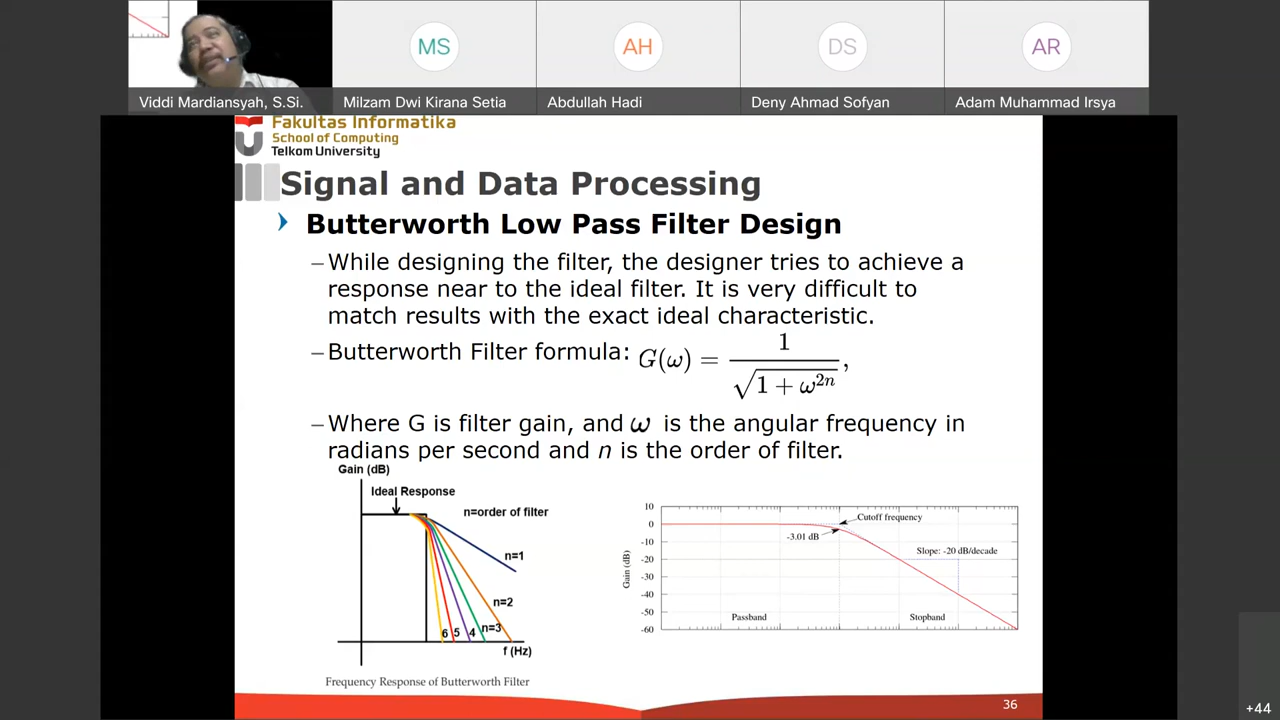 MS
AH
DS
AR
Viddi Mardiansyah, S.Si.
Milzam Dwi Kirana Setia
Abdullah Hadi
Deny Ahmad Sofyan
Adam Muhammad Irsya
Fakultas Informatika
School of Computing
Telkom University
Signal and Data Processing
Butterworth Low Pass Filter Design
–While designing the filter, the designer tries to achieve a
response near to the ideal filter. It is very difficult to
match results with the exact ideal characteristic.
–Butterworth Filter formula: G(ω) = 1 / √(1 + ω²ⁿ),
–Where G is filter gain, and ω is the angular frequency in
radians per second and n is the order of filter.
Gain (dB)
Ideal Response
n=order of filter
n=1
n=2
n=3
6 5 4
f (Hz)
Frequency Response of Butterworth Filter
10
0
-10
-20
-30
-40
-50
-60
Gain (dB)
Cutoff frequency
-3.01 dB
Slope: -20 dB/decade
Passband
Stopband
36
+44